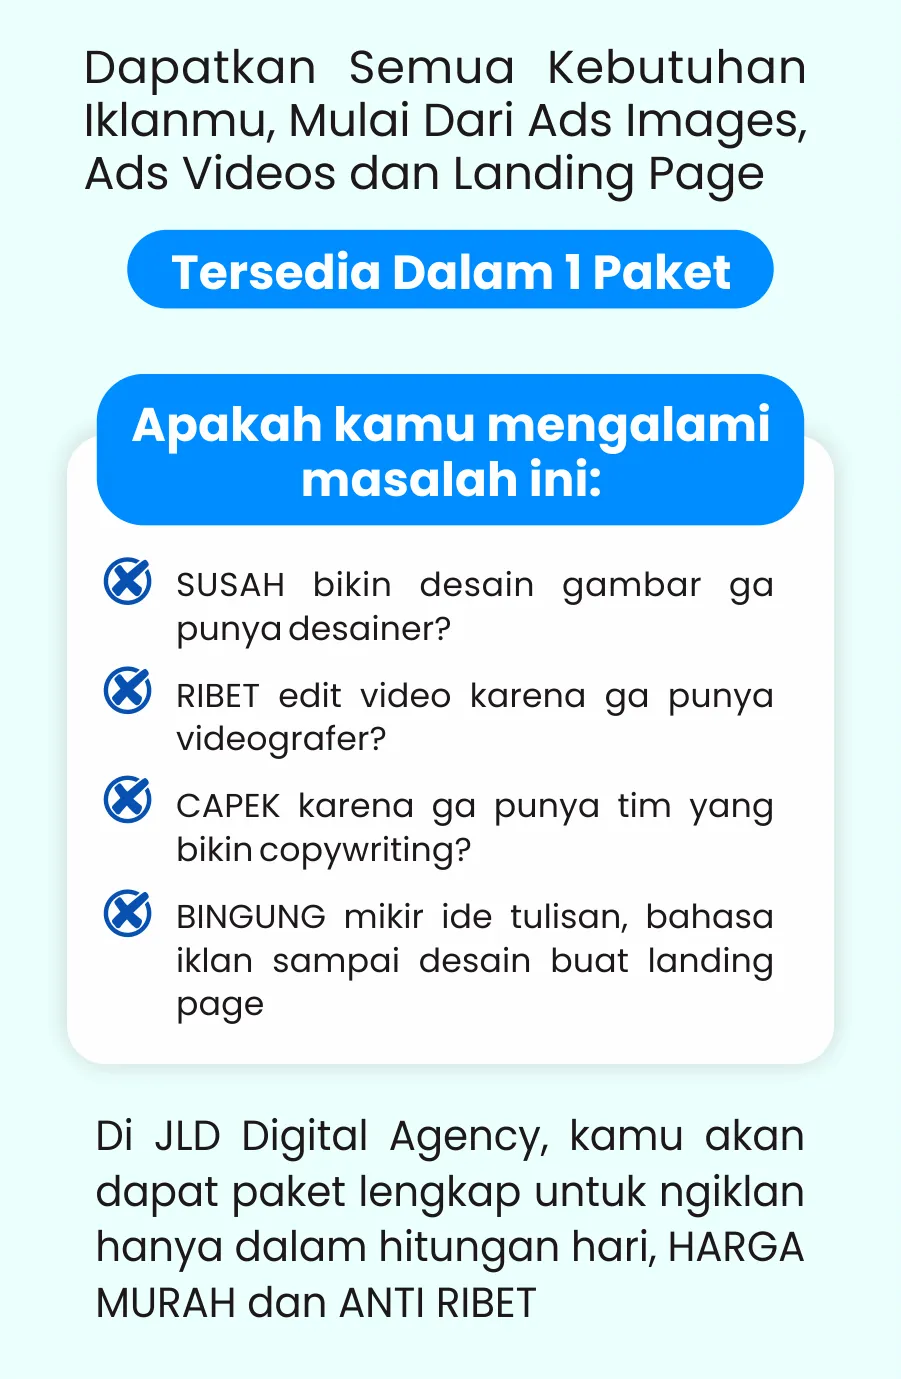 Dapatkan Semua Kebutuhan
Iklanmu, Mulai Dari Ads Images,
Ads Videos dan Landing Page
Tersedia Dalam 1 Paket
Apakah kamu mengalami
masalah ini:
SUSAH bikin desain gambar ga
punya desainer?
RIBET edit video karena ga punya
videografer?
CAPEK karena ga punya tim yang
bikin copywriting?
BINGUNG mikir ide tulisan, bahasa
iklan sampai desain buat landing
page
Di JLD Digital Agency, kamu akan
dapat paket lengkap untuk ngiklan
hanya dalam hitungan hari, HARGA
MURAH dan ANTI RIBET